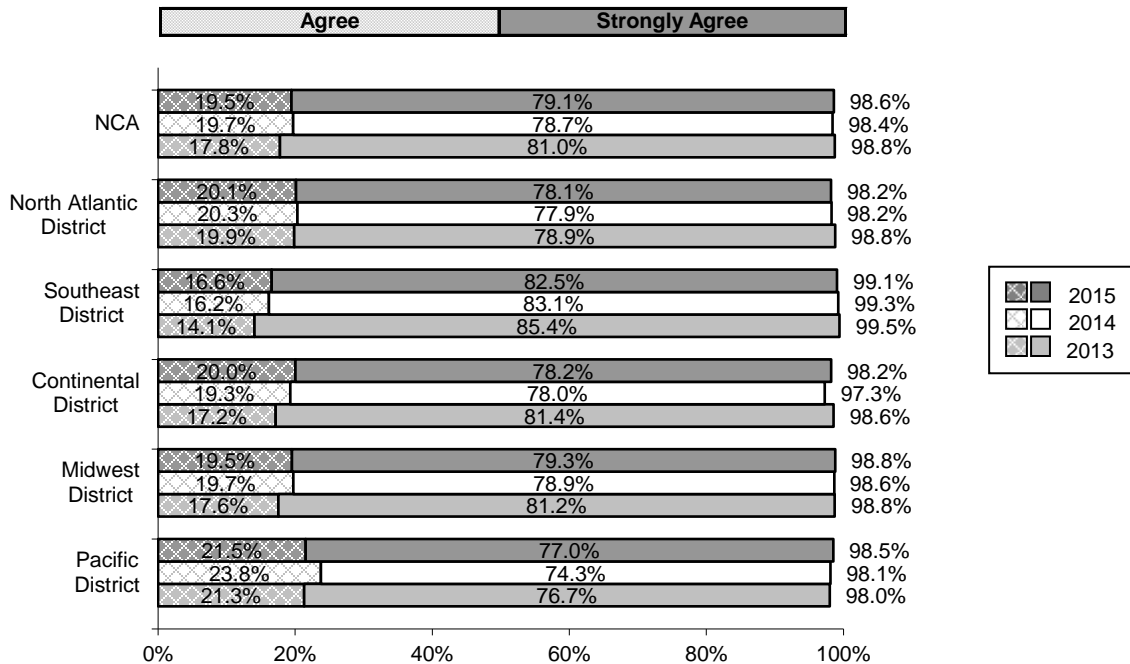 Agree Strongly Agree
NCA
19.5% 79.1% 98.6%
19.7% 78.7% 98.4%
17.8% 81.0% 98.8%
North Atlantic
District
20.1% 78.1% 98.2%
20.3% 77.9% 98.2%
19.9% 78.9% 98.8%
Southeast
District
16.6% 82.5% 99.1%
16.2% 83.1% 99.3%
14.1% 85.4% 99.5%
Continental
District
20.0% 78.2% 98.2%
19.3% 78.0% 97.3%
17.2% 81.4% 98.6%
Midwest
District
19.5% 79.3% 98.8%
19.7% 78.9% 98.6%
17.6% 81.2% 98.8%
Pacific
District
21.5% 77.0% 98.5%
23.8% 74.3% 98.1%
21.3% 76.7% 98.0%
0% 20% 40% 60% 80% 100%
2015
2014
2013